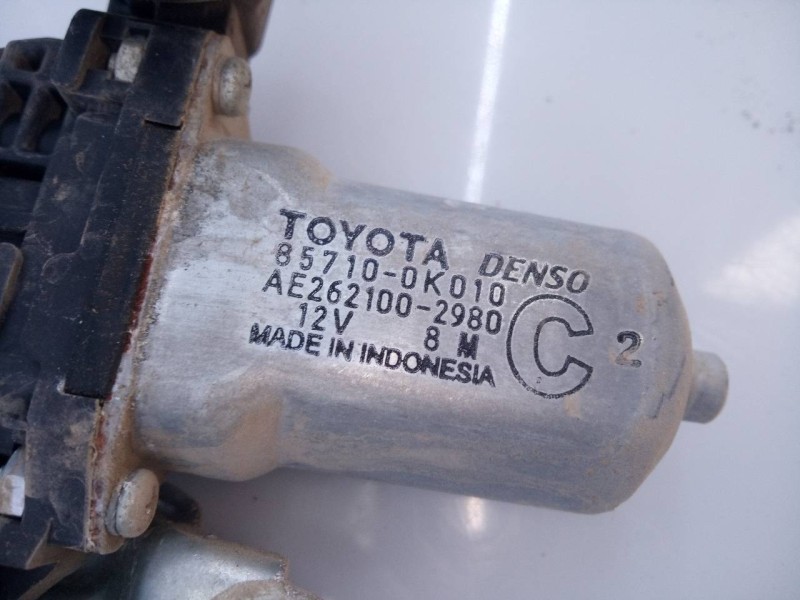 TOYOTA DENSO
85710-0K010
AE262100-2980
12V 8 M
MADE IN INDONESIA
C 2